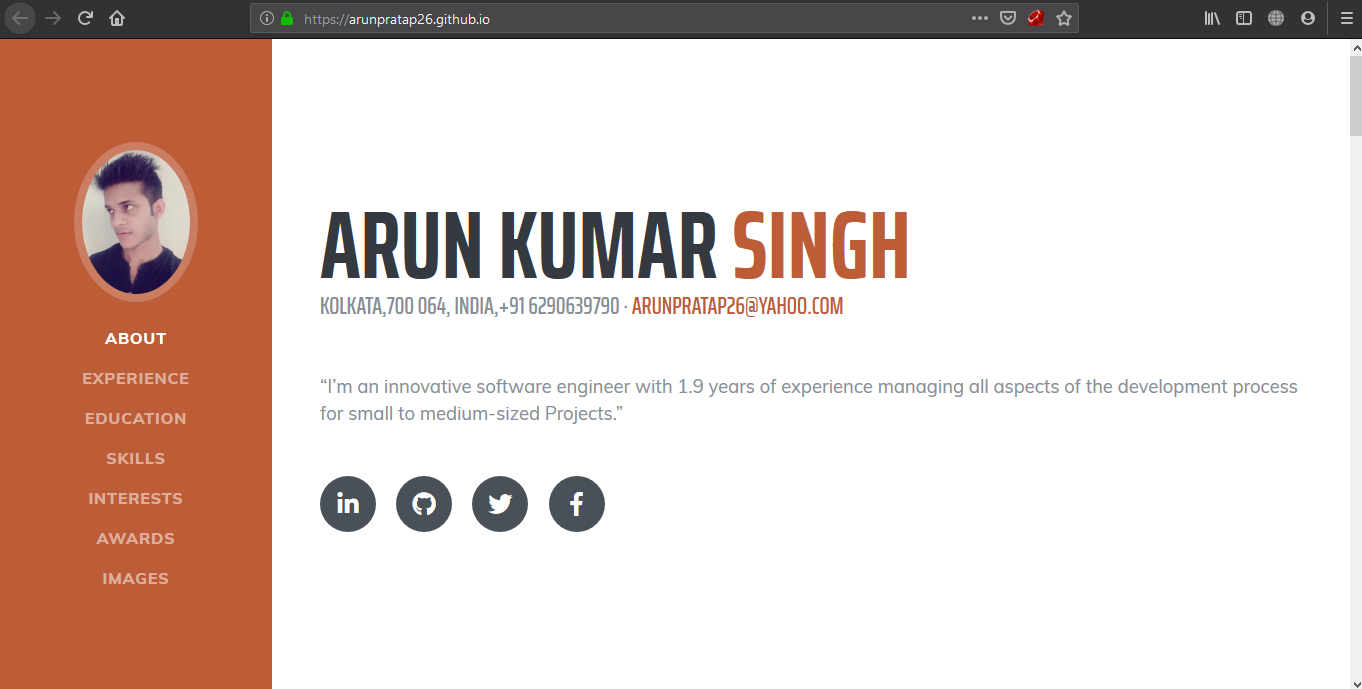 https://arunpratap26.github.io
ABOUT
EXPERIENCE
EDUCATION
SKILLS
INTERESTS
AWARDS
IMAGES
ARUN KUMAR SINGH
KOLKATA,700 064, INDIA,+91 6290639790 · ARUNPRATAP26@YAHOO.COM
“I’m an innovative software engineer with 1.9 years of experience managing all aspects of the development process
for small to medium-sized Projects.”
in
f